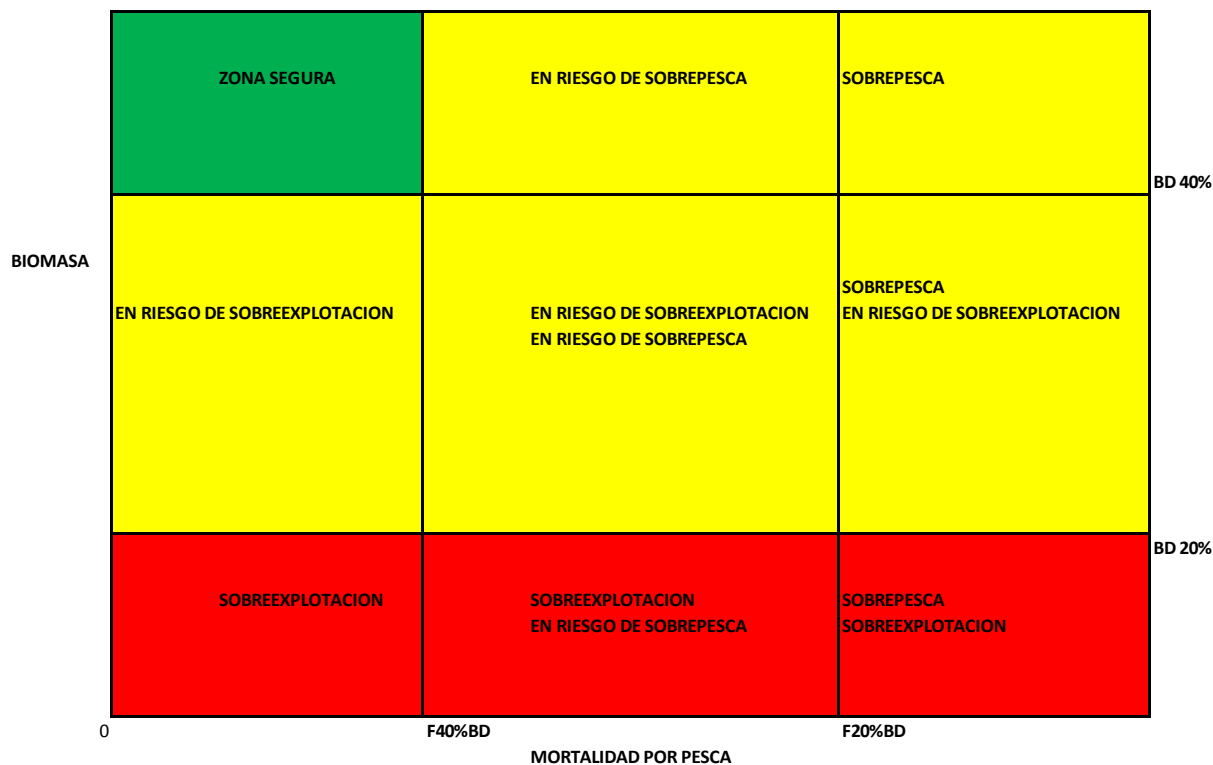 ZONA SEGURA
EN RIESGO DE SOBREPESCA
SOBREPESCA
BD 40%
BIOMASA
EN RIESGO DE SOBREEXPLOTACION
EN RIESGO DE SOBREEXPLOTACION
EN RIESGO DE SOBREPESCA
SOBREPESCA
EN RIESGO DE SOBREEXPLOTACION
BD 20%
SOBREEXPLOTACION
SOBREEXPLOTACION
EN RIESGO DE SOBREPESCA
SOBREPESCA
SOBREEXPLOTACION
0
F40%BD
F20%BD
MORTALIDAD POR PESCA